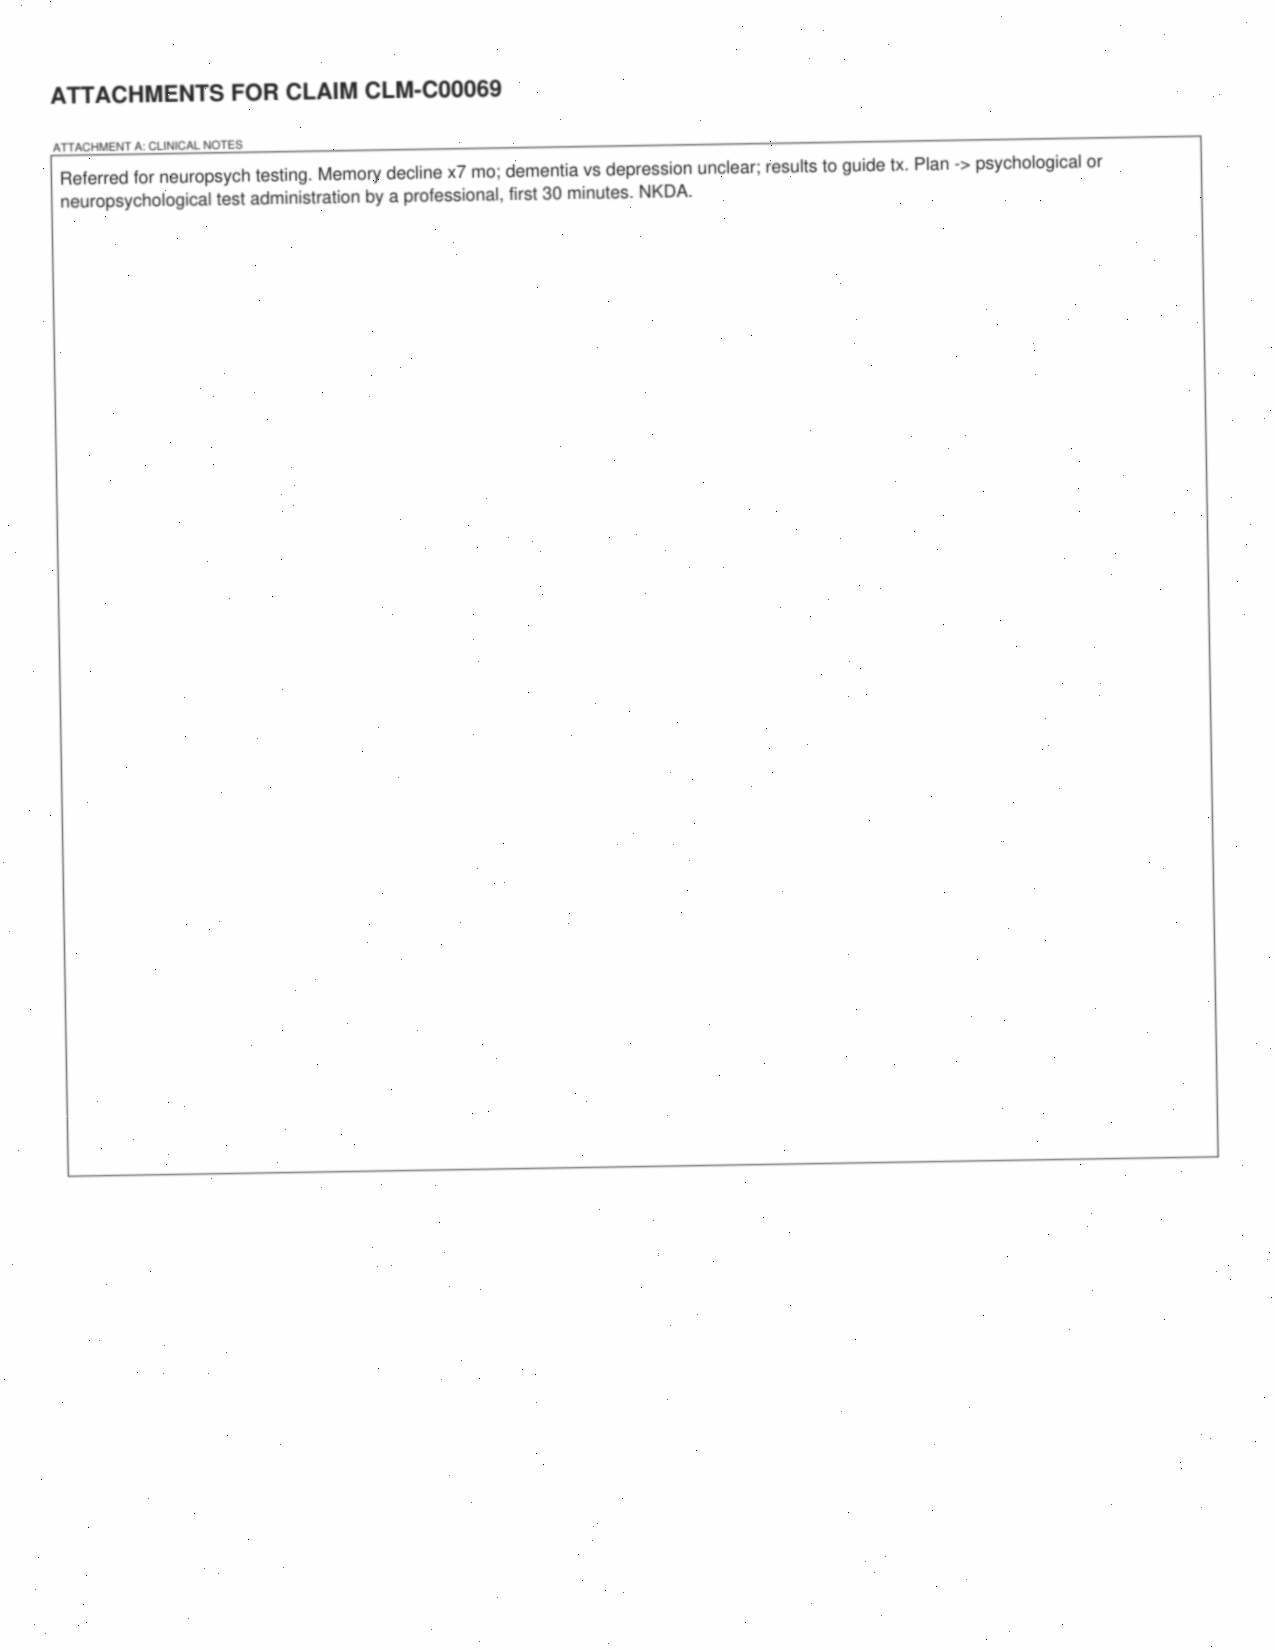 ATTACHMENTS FOR CLAIM CLM-C00069
ATTACHMENT A: CLINICAL NOTES
Referred for neuropsych testing. Memory decline x7 mo; dementia vs depression unclear; results to guide tx. Plan -> psychological or
neuropsychological test administration by a professional, first 30 minutes. NKDA.